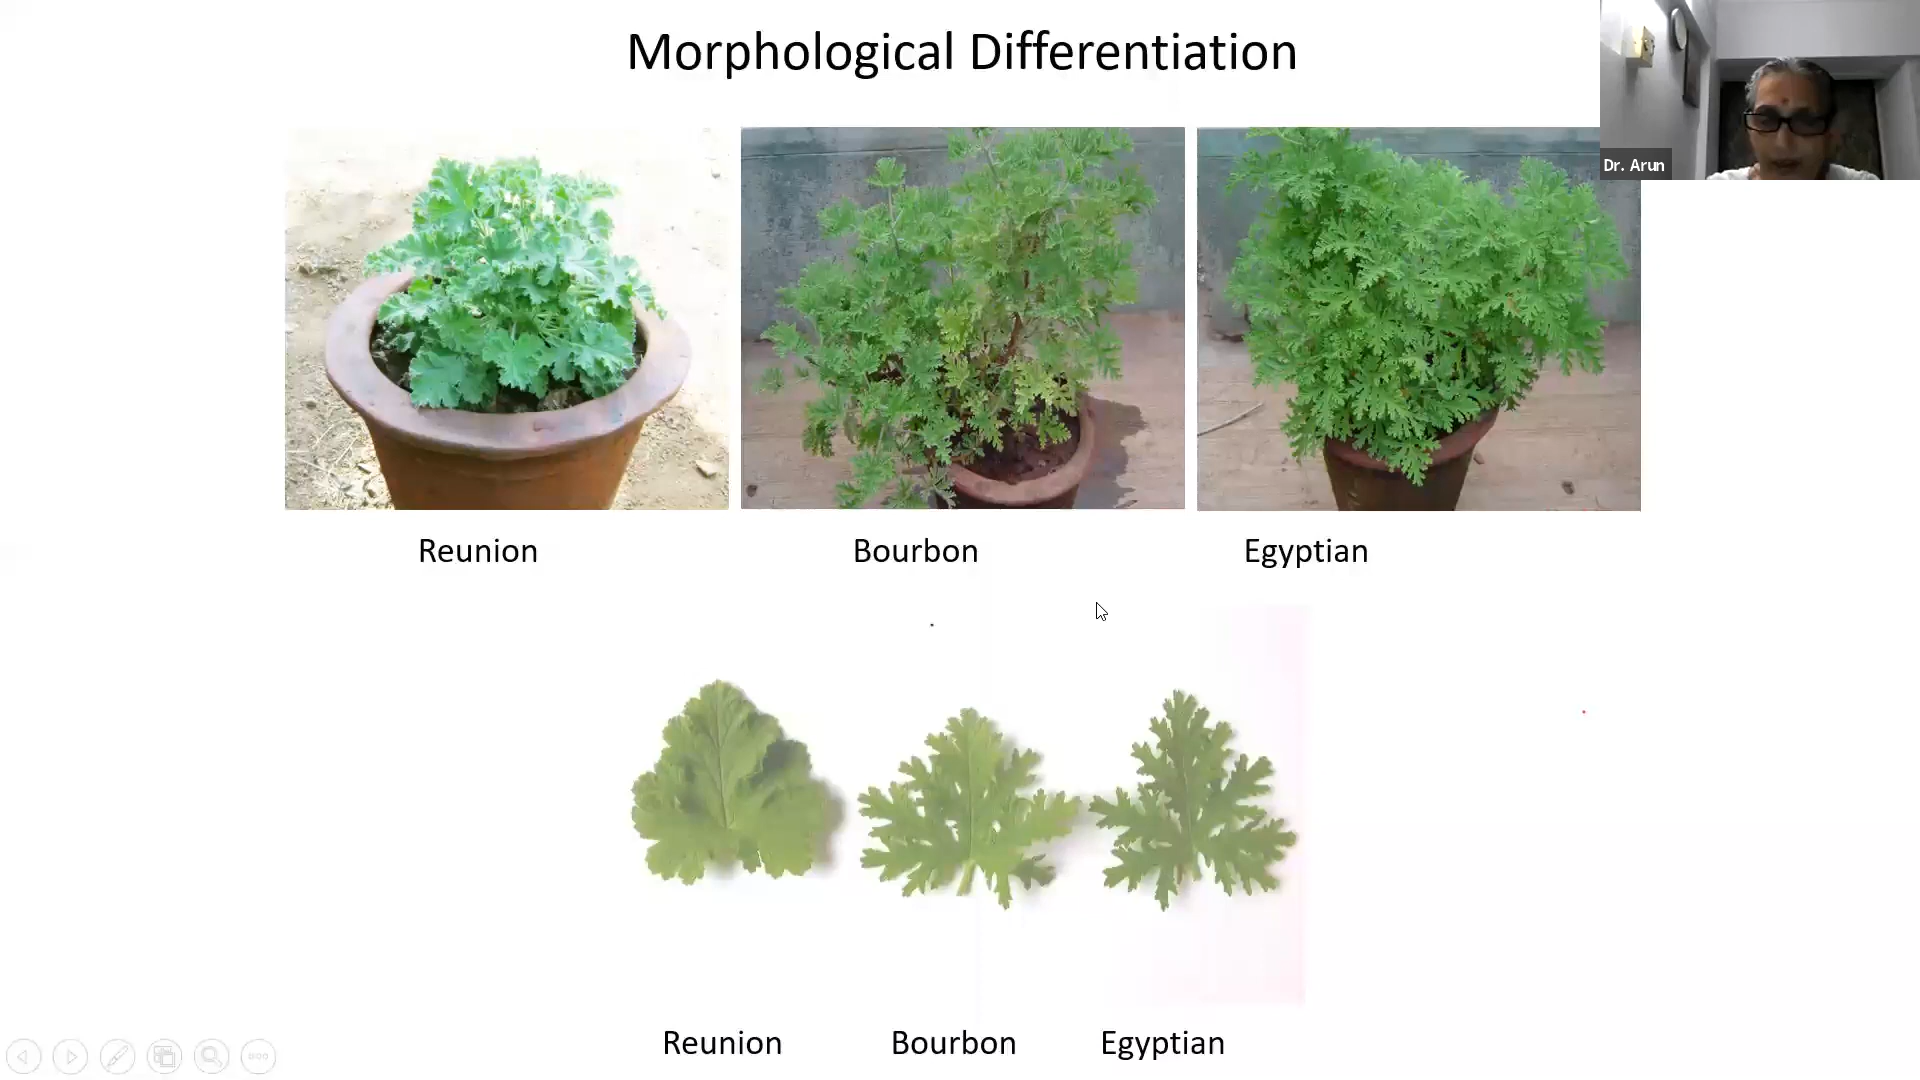 Morphological Differentiation
Dr. Arun
Reunion
Bourbon
Egyptian
Reunion
Bourbon
Egyptian